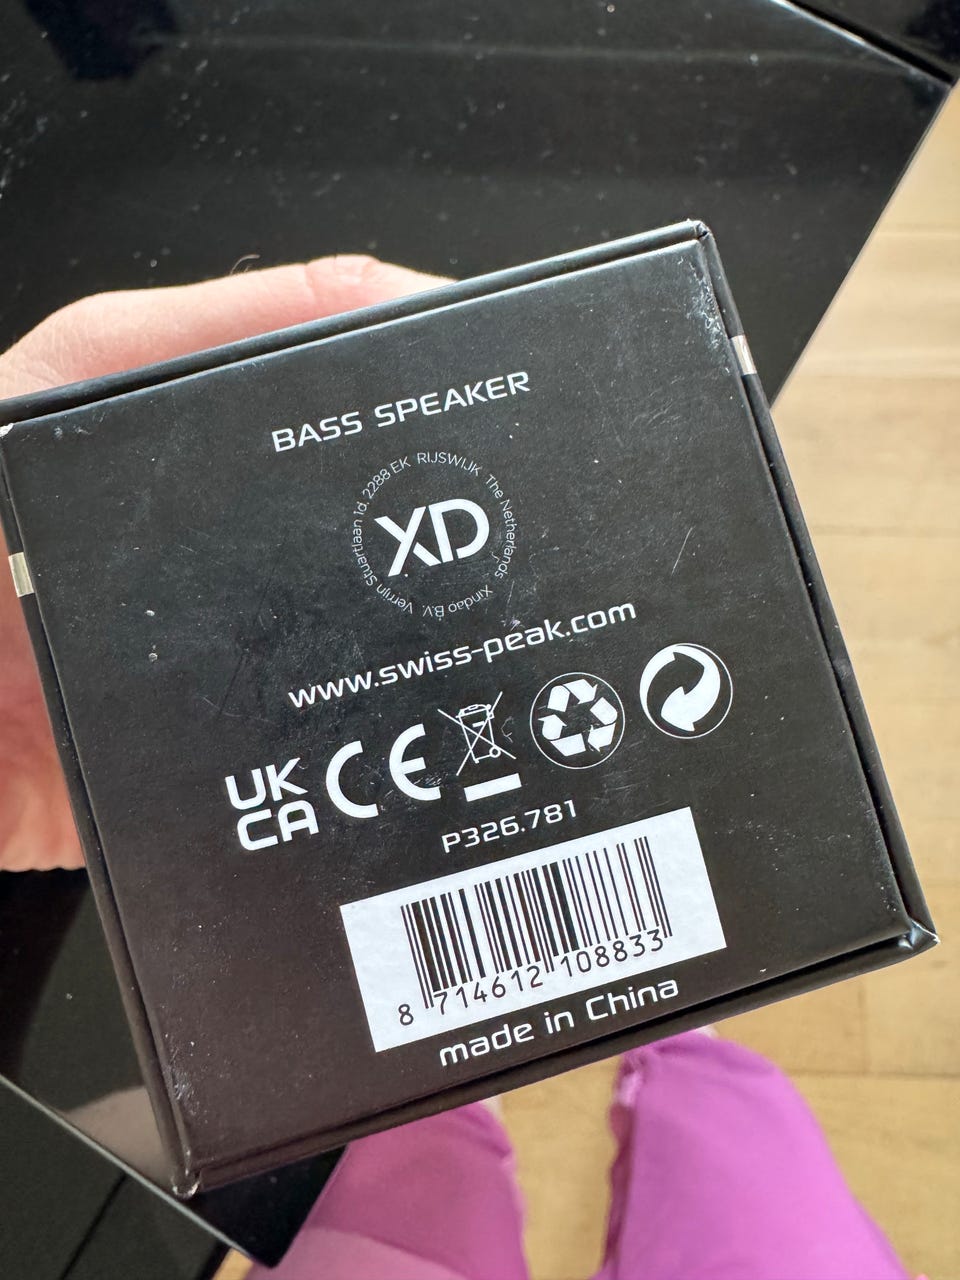 BASS SPEAKER
Xindao B.V. Verrijn Stuartlaan 1d, 2288 EK RIJSWIJK The Netherlands
XD
www.swiss-peak.com
UK
CA
CE
P326.781
8 714612 108833
made in China